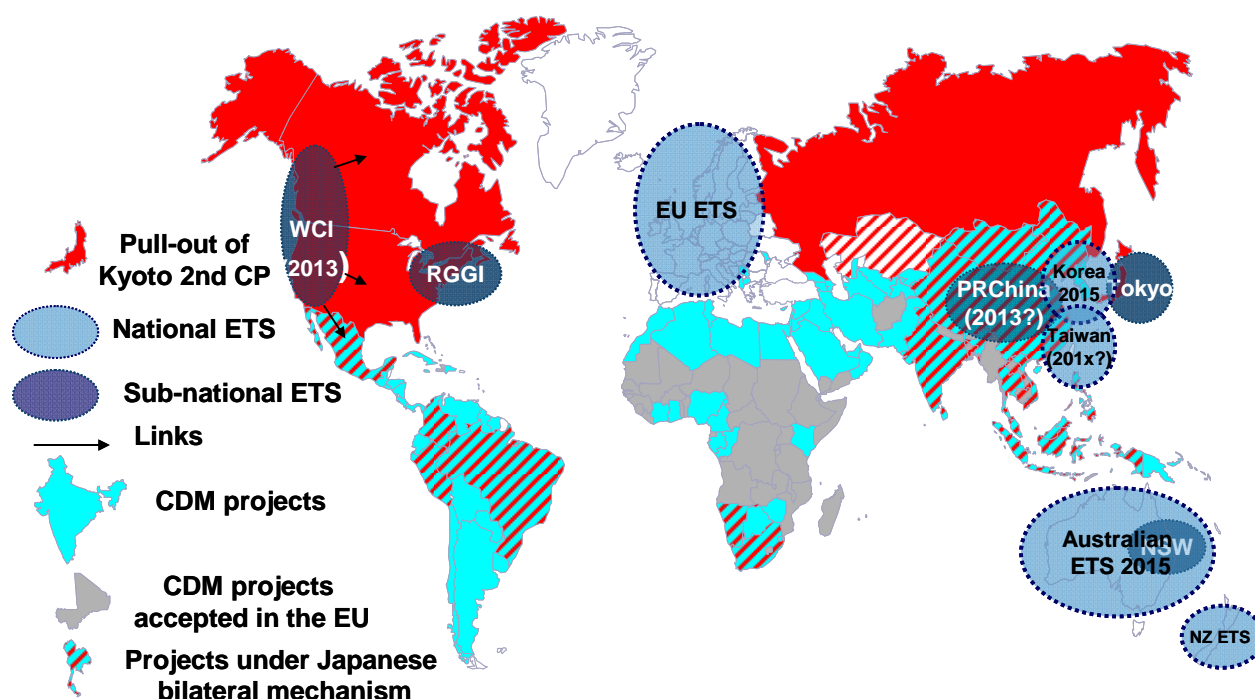 Pull-out of
Kyoto 2nd CP
National ETS
Sub-national ETS
Links
CDM projects
CDM projects
accepted in the EU
Projects under Japanese
bilateral mechanism
WCI
(2013)
RGGI
EU ETS
PRChina
(2013?)
Korea
2015
okyo
Taiwan
(201x?)
Australian
ETS 2015
NSW
NZ ETS